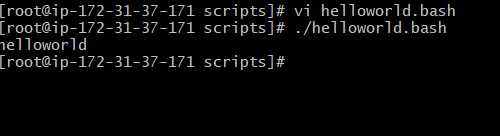 [root@ip-172-31-37-171 scripts]# vi helloworld.bash
[root@ip-172-31-37-171 scripts]# ./helloworld.bash
helloworld
[root@ip-172-31-37-171 scripts]#